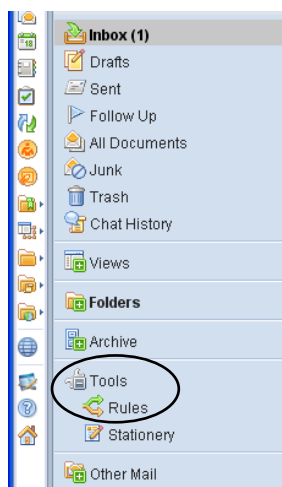 Inbox (1)
Drafts
Sent
Follow Up
All Documents
Junk
Trash
Chat History
Views
Folders
Archive
Tools
Rules
Stationery
Other Mail